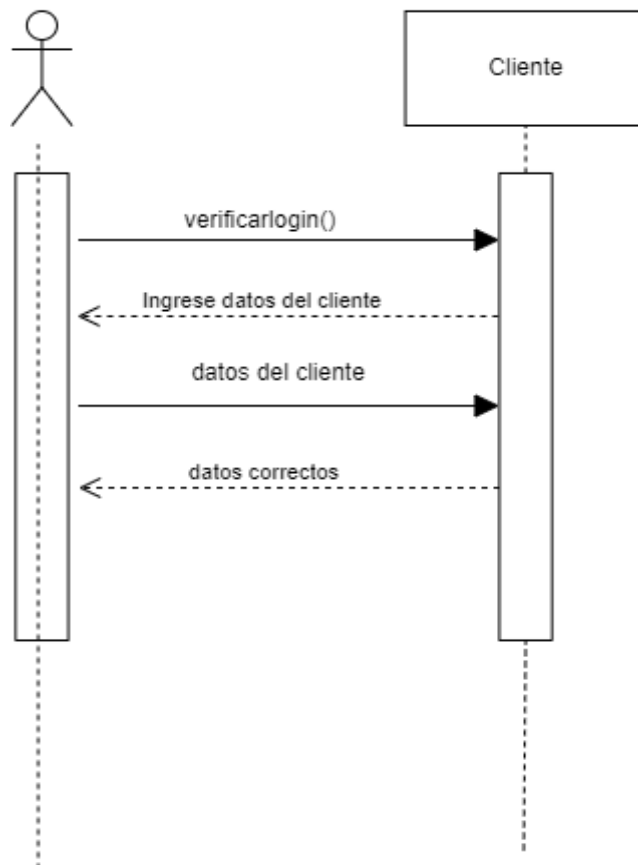 Cliente
verificarlogin()
Ingrese datos del cliente
datos del cliente
datos correctos